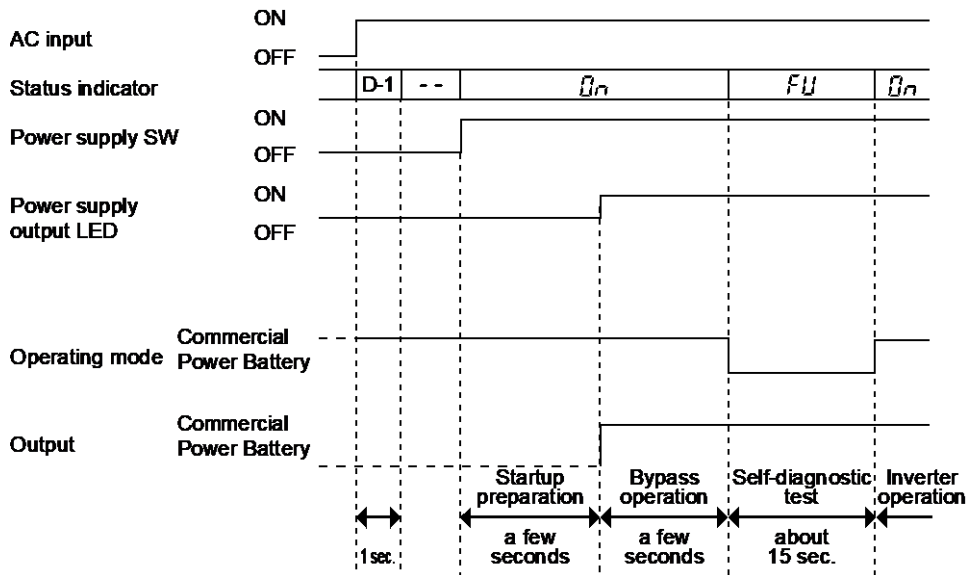 AC input
ON
OFF
Status indicator
D-1 - - On FU On
Power supply SW
ON
OFF
Power supply
output LED
ON
OFF
Operating mode
Commercial
Power Battery
Output
Commercial
Power Battery
Startup
preparation
Bypass
operation
Self-diagnostic
test
Inverter
operation
1 sec.
a few
seconds
a few
seconds
about
15 sec.